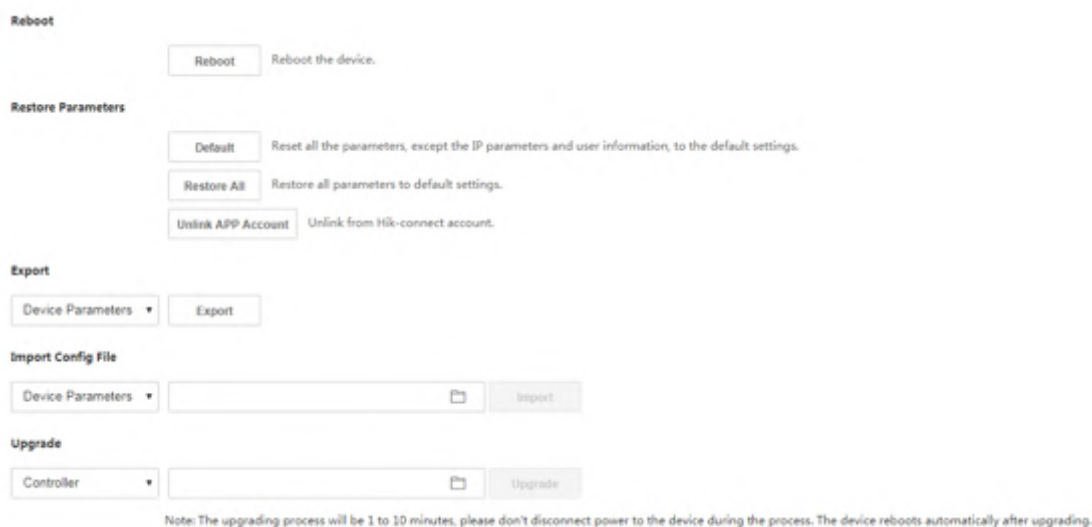 Reboot
Reboot Reboot the device.
Restore Parameters
Default Reset all the parameters, except the IP parameters and user information, to the default settings.
Restore All Restore all parameters to default settings.
Unlink APP Account Unlink from Hik-connect account.
Export
Device Parameters Export
Import Config File
Device Parameters Import
Upgrade
Controller Upgrade
Note: The upgrading process will be 1 to 10 minutes, please don't disconnect power to the device during the process. The device reboots automatically after upgrading.